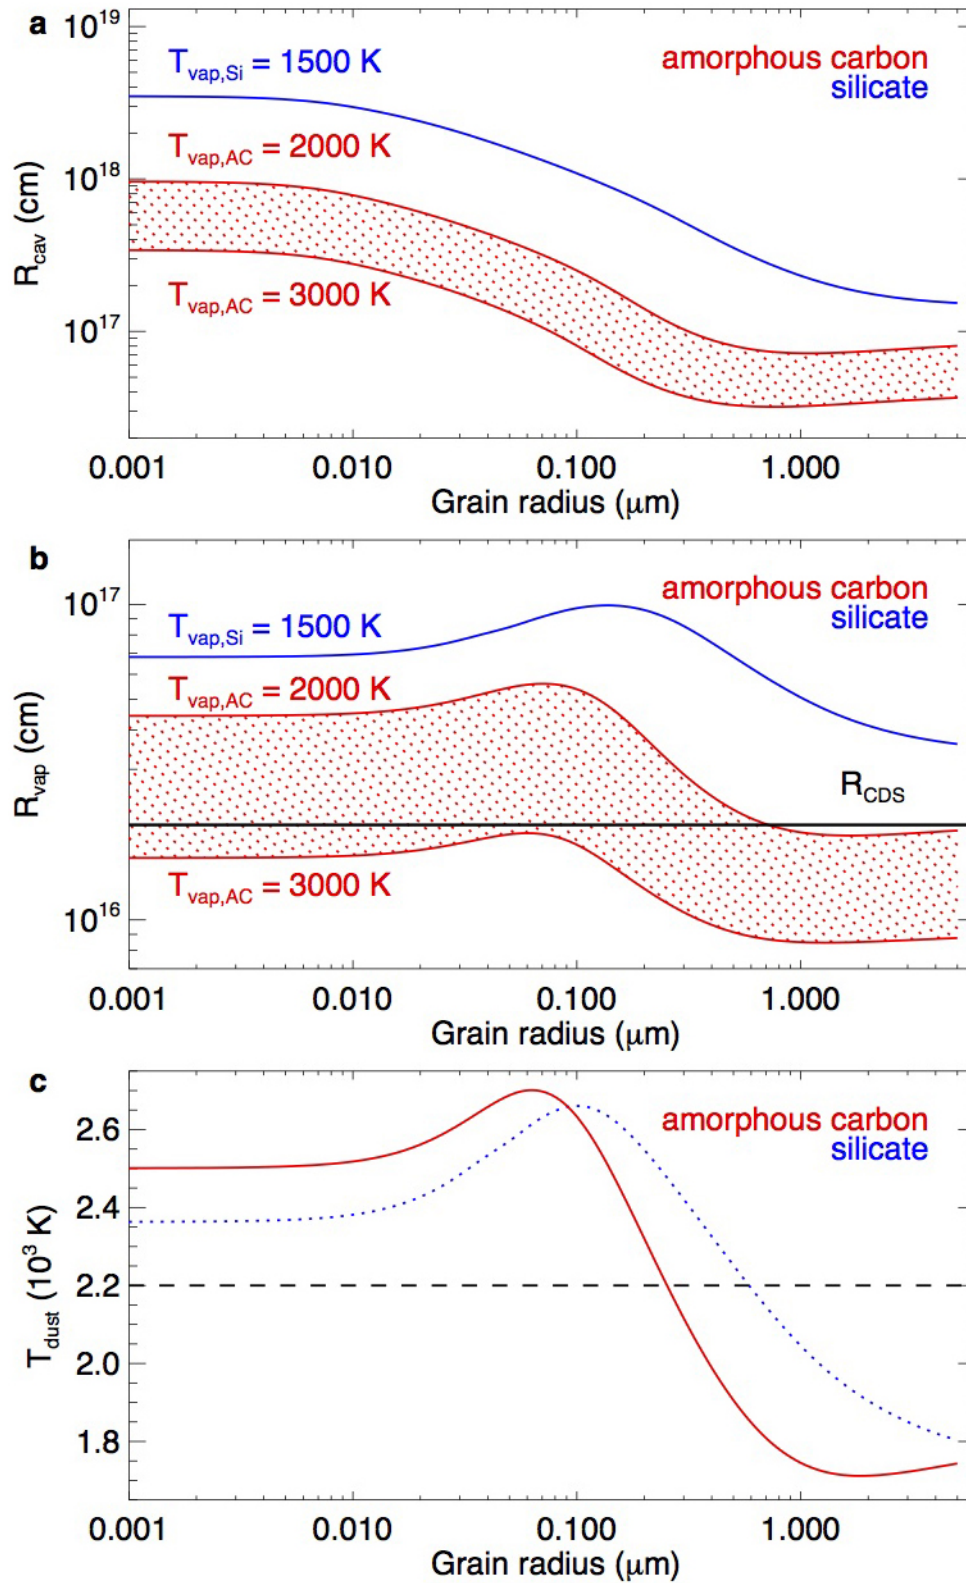 a
10^19
T_vap,Si = 1500 K
amorphous carbon
silicate
T_vap,AC = 2000 K
10^18
R_cav (cm)
T_vap,AC = 3000 K
10^17
0.001 0.010 0.100 1.000
Grain radius (μm)
b
10^17
amorphous carbon
silicate
T_vap,Si = 1500 K
T_vap,AC = 2000 K
R_vap (cm)
R_CDS
T_vap,AC = 3000 K
10^16
0.001 0.010 0.100 1.000
Grain radius (μm)
c
amorphous carbon
silicate
2.6
2.4
2.2
2.0
1.8
T_dust (10^3 K)
0.001 0.010 0.100 1.000
Grain radius (μm)